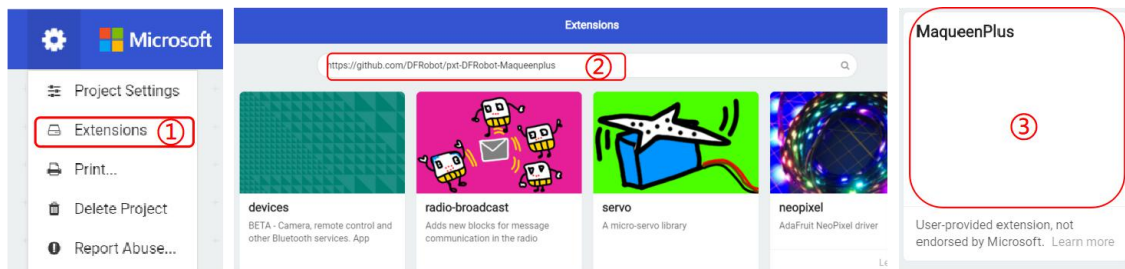 Microsoft
Project Settings
Extensions ①
Print...
Delete Project
Report Abuse...
Extensions
https://github.com/DFRobot/pxt-DFRobot-Maqueenplus ②
devices
BETA - Camera, remote control and
other Bluetooth services. App
radio-broadcast
Adds new blocks for message
communication in the radio
servo
A micro-servo library
neopixel
AdaFruit NeoPixel driver
Le
MaqueenPlus
③
User-provided extension, not
endorsed by Microsoft. Learn more